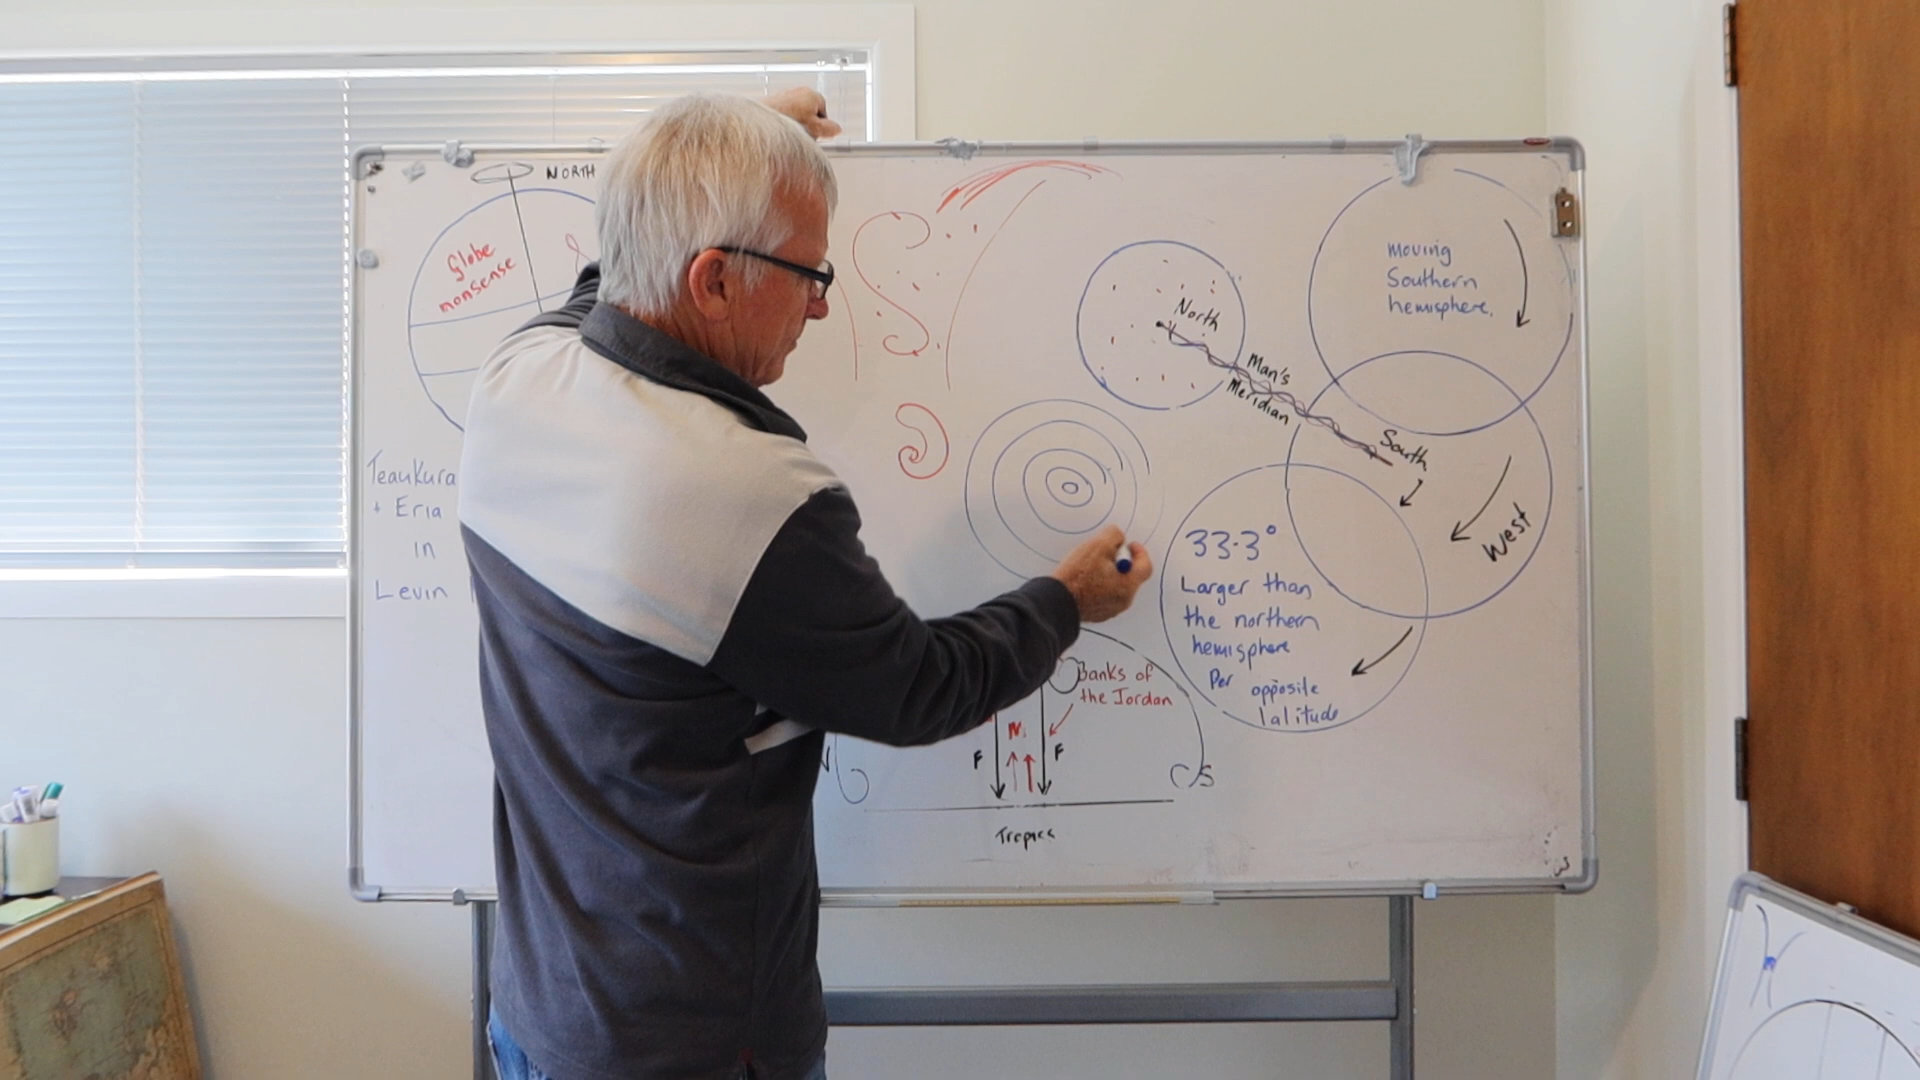 NORTH
Globe
nonsense
Teaukura
+ Eria
in
Levin
North
Man's
Meridian
South
moving
Southern
hemisphere.
West
33.3°
Larger than
the northern
hemisphere
Per opposite
latitude
Banks of
the Jordan
N
F
F
S
Tropics